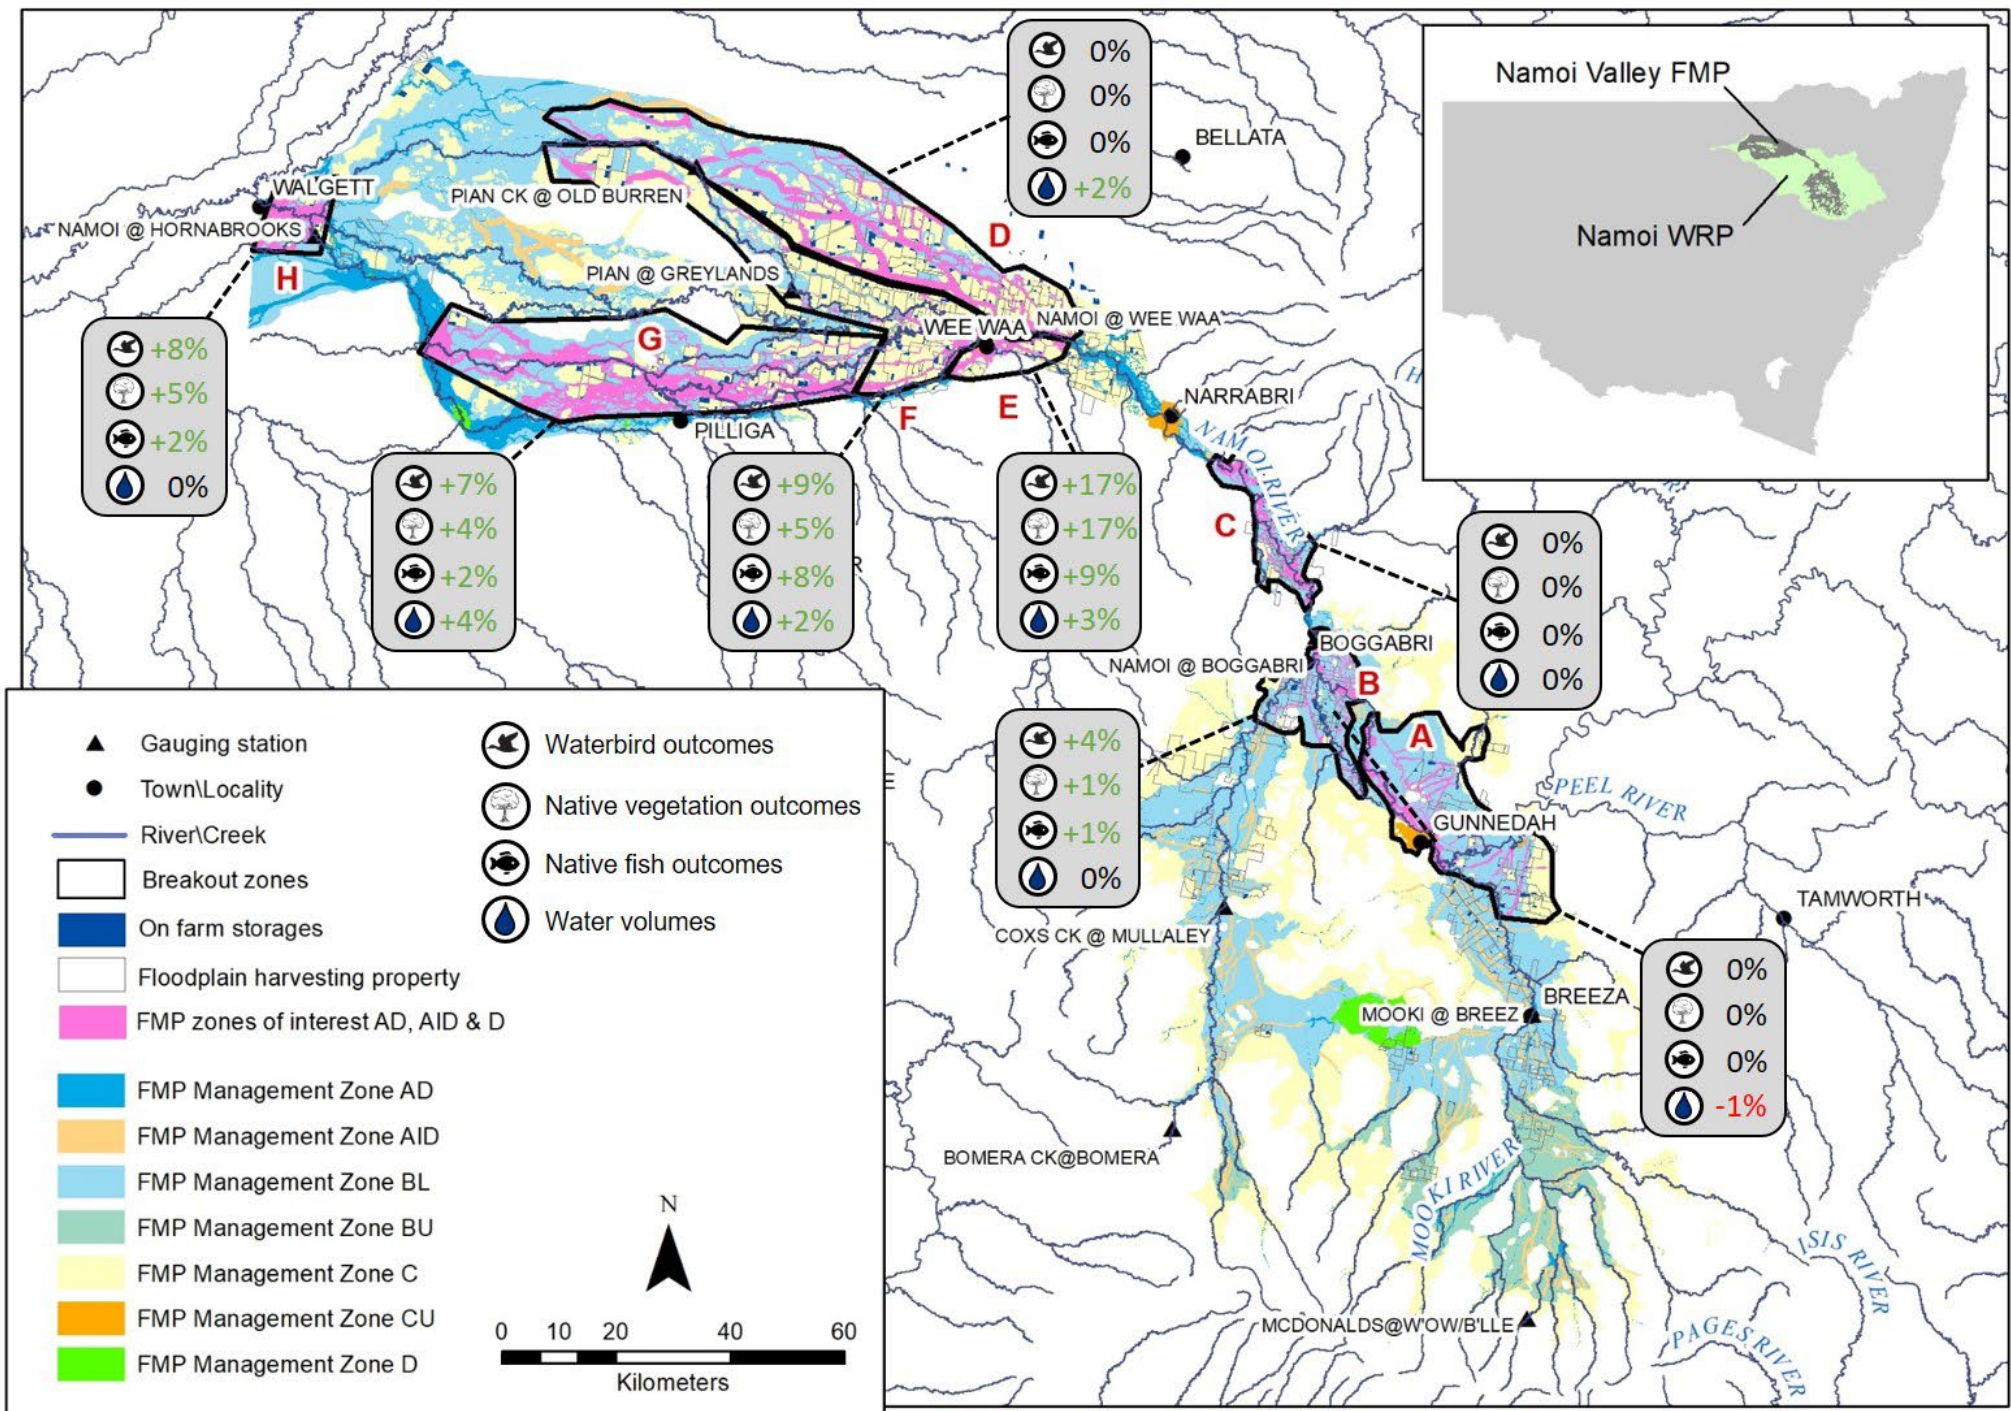 0%
0%
0%
+2%
Namoi Valley FMP
Namoi WRP
BELLATA
WALGETT
PIAN CK @ OLD BURREN
NAMOI @ HORNABROOKS
D
H
PIAN @ GREYLANDS
G
WEE WAA
NAMOI @ WEE WAA
+8%
+5%
+2%
0%
NARRABRI
F
E
PILLIGA
NAMOI RIVER
H
+7%
+4%
+2%
+4%
+9%
+5%
+8%
+2%
R
+17%
+17%
+9%
+3%
C
0%
0%
0%
0%
BOGGABRI
NAMOI @ BOGGABRI
B
A
+4%
+1%
+1%
0%
E
PEEL RIVER
GUNNEDAH
TAMWORTH
COXS CK @ MULLALEY
0%
0%
0%
-1%
BREEZA
MOOKI @ BREEZ
BOMERA CK@BOMERA
MOOKI RIVER
ISIS RIVER
MCDONALDS@W'OW/B'LLE
PAGES RIVER
Gauging station
Town\Locality
River\Creek
Breakout zones
On farm storages
Floodplain harvesting property
FMP zones of interest AD, AID & D
FMP Management Zone AD
FMP Management Zone AID
FMP Management Zone BL
FMP Management Zone BU
FMP Management Zone C
FMP Management Zone CU
FMP Management Zone D
Waterbird outcomes
Native vegetation outcomes
Native fish outcomes
Water volumes
N
0 10 20 40 60
Kilometers